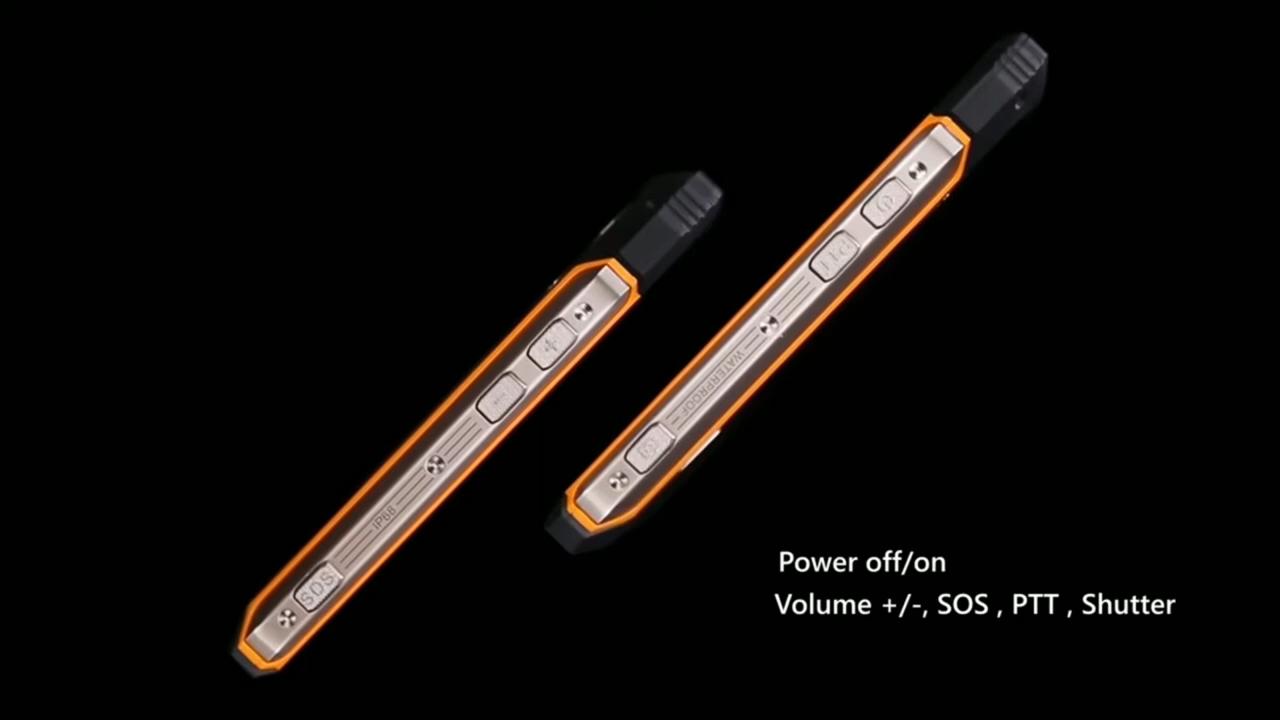 PTT
WATERPROOF
IP68
SOS
Power off/on
Volume +/-, SOS , PTT , Shutter